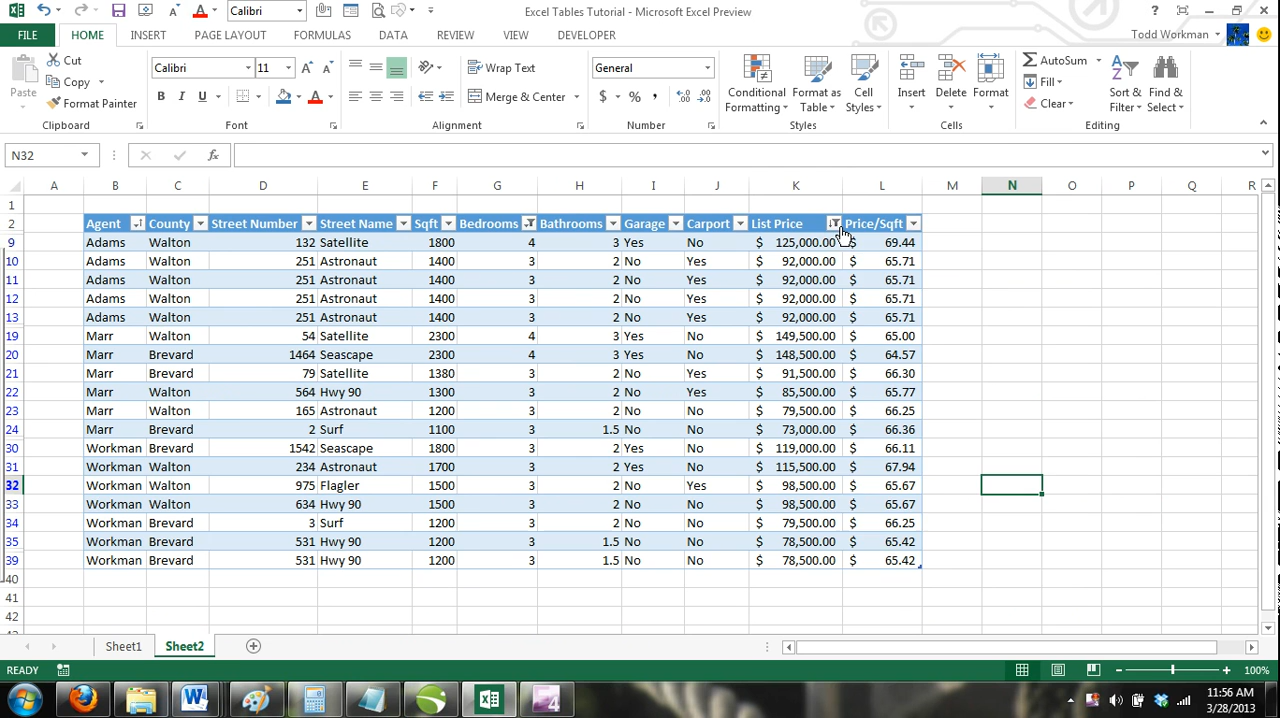 Calibri
Excel Tables Tutorial - Microsoft Excel Preview
?
FILE HOME INSERT PAGE LAYOUT FORMULAS DATA REVIEW VIEW DEVELOPER Todd Workman
Paste Cut Calibri 11 Wrap Text General Conditional Formatting Format as Table Cell Styles Insert Delete Format AutoSum Sort & Filter Find & Select
Copy B I U Merge & Center $ % , Fill
Format Painter Clear
Clipboard Font Alignment Number Styles Cells Editing
N32 fx
A B C D E F G H I J K L M N O P Q R
1
2 Agent County Street Number Street Name Sqft Bedrooms Bathrooms Garage Carport List Price Price/Sqft
9 Adams Walton 132 Satellite 1800 4 3 Yes No $ 125,000.00 $ 69.44
10 Adams Walton 251 Astronaut 1400 3 2 No Yes $ 92,000.00 $ 65.71
11 Adams Walton 251 Astronaut 1400 3 2 No Yes $ 92,000.00 $ 65.71
12 Adams Walton 251 Astronaut 1400 3 2 No Yes $ 92,000.00 $ 65.71
13 Adams Walton 251 Astronaut 1400 3 2 No Yes $ 92,000.00 $ 65.71
19 Marr Walton 54 Satellite 2300 4 3 Yes No $ 149,500.00 $ 65.00
20 Marr Brevard 1464 Seascape 2300 4 3 Yes No $ 148,500.00 $ 64.57
21 Marr Brevard 79 Satellite 1380 3 2 No Yes $ 91,500.00 $ 66.30
22 Marr Walton 564 Hwy 90 1300 3 2 No Yes $ 85,500.00 $ 65.77
23 Marr Walton 165 Astronaut 1200 3 2 No No $ 79,500.00 $ 66.25
24 Marr Brevard 2 Surf 1100 3 1.5 No No $ 73,000.00 $ 66.36
30 Workman Brevard 1542 Seascape 1800 3 2 Yes No $ 119,000.00 $ 66.11
31 Workman Walton 234 Astronaut 1700 3 2 Yes No $ 115,500.00 $ 67.94
32 Workman Walton 975 Flagler 1500 3 2 No Yes $ 98,500.00 $ 65.67
33 Workman Walton 634 Hwy 90 1500 3 2 No No $ 98,500.00 $ 65.67
34 Workman Brevard 3 Surf 1200 3 2 No No $ 79,500.00 $ 66.25
35 Workman Brevard 531 Hwy 90 1200 3 1.5 No No $ 78,500.00 $ 65.42
39 Workman Brevard 531 Hwy 90 1200 3 1.5 No No $ 78,500.00 $ 65.42
40
41
42
Sheet1 Sheet2
READY 100%
11:56 AM
3/28/2013